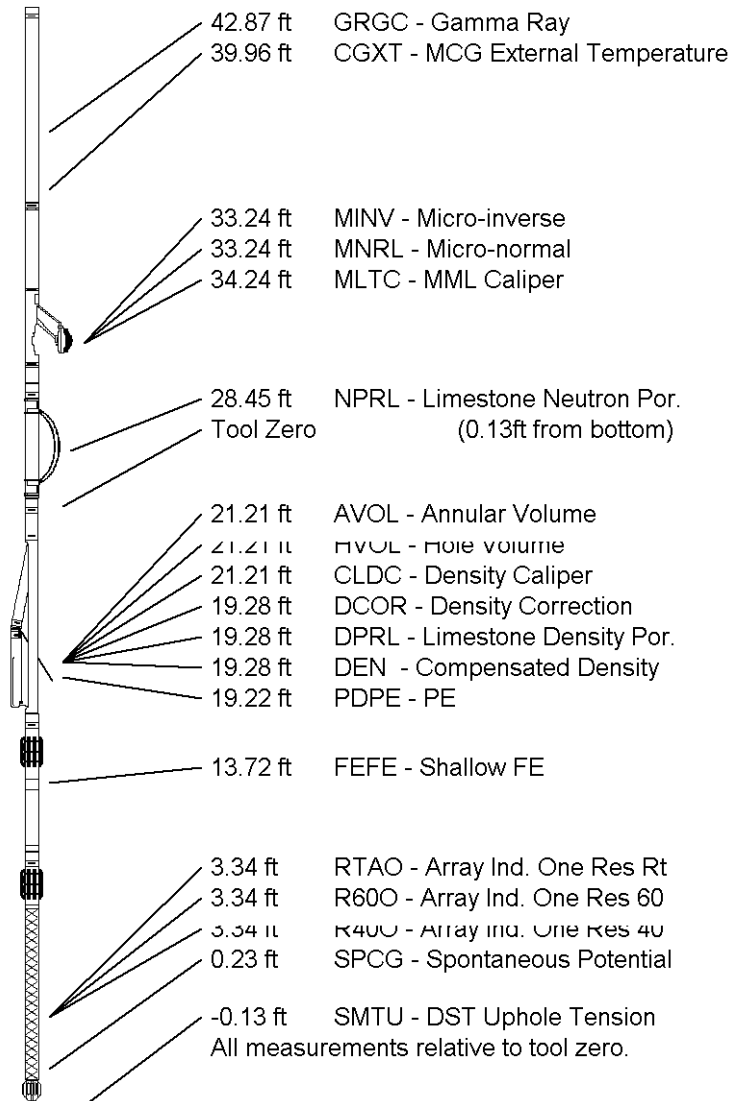 42.87 ft GRGC - Gamma Ray
39.96 ft CGXT - MCG External Temperature
33.24 ft MINV - Micro-inverse
33.24 ft MNRL - Micro-normal
34.24 ft MLTC - MML Caliper
28.45 ft NPRL - Limestone Neutron Por.
Tool Zero (0.13ft from bottom)
21.21 ft AVOL - Annular Volume
21.21 ft HVOL - Hole Volume
21.21 ft CLDC - Density Caliper
19.28 ft DCOR - Density Correction
19.28 ft DPRL - Limestone Density Por.
19.28 ft DEN - Compensated Density
19.22 ft PDPE - PE
13.72 ft FEFE - Shallow FE
3.34 ft RTAO - Array Ind. One Res Rt
3.34 ft R60O - Array Ind. One Res 60
3.34 ft R40O - Array Ind. One Res 40
0.23 ft SPCG - Spontaneous Potential
-0.13 ft SMTU - DST Uphole Tension
All measurements relative to tool zero.